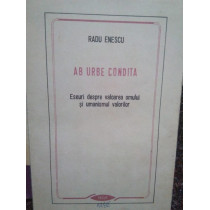 RADU ENESCU
AB URBE CONDITA
Eseuri despre valoarea omului
și umanismul valorilor